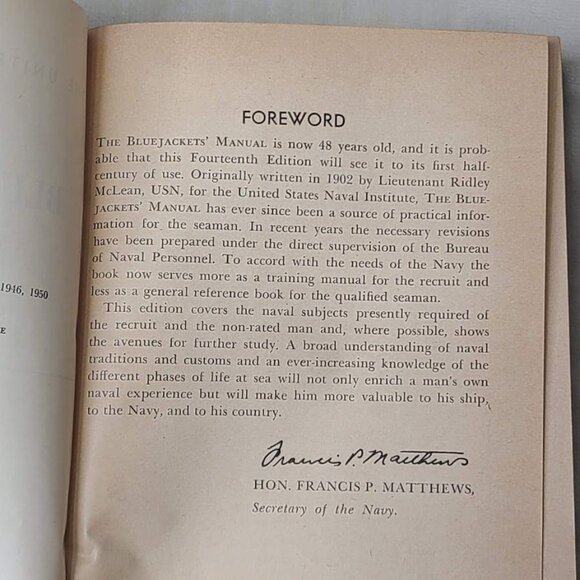 UNITE
1946, 1950
FOREWORD
THE BLUEJACKETS' MANUAL is now 48 years old, and it is prob-
able that this Fourteenth Edition will see it to its first half-
century of use. Originally written in 1902 by Lieutenant Ridley
McLean, USN, for the United States Naval Institute, THE BLUE-
JACKETS' MANUAL has ever since been a source of practical infor-
mation for the seaman. In recent years the necessary revisions
have been prepared under the direct supervision of the Bureau
of Naval Personnel. To accord with the needs of the Navy the
book now serves more as a training manual for the recruit and
less as a general reference book for the qualified seaman.
This edition covers the naval subjects presently required of
the recruit and the non-rated man and, where possible, shows
the avenues for further study. A broad understanding of naval
traditions and customs and an ever-increasing knowledge of the
different phases of life at sea will not only enrich a man's own
naval experience but will make him more valuable to his ship,
to the Navy, and to his country.
Francis P. Matthews
HON. FRANCIS P. MATTHEWS,
Secretary of the Navy.